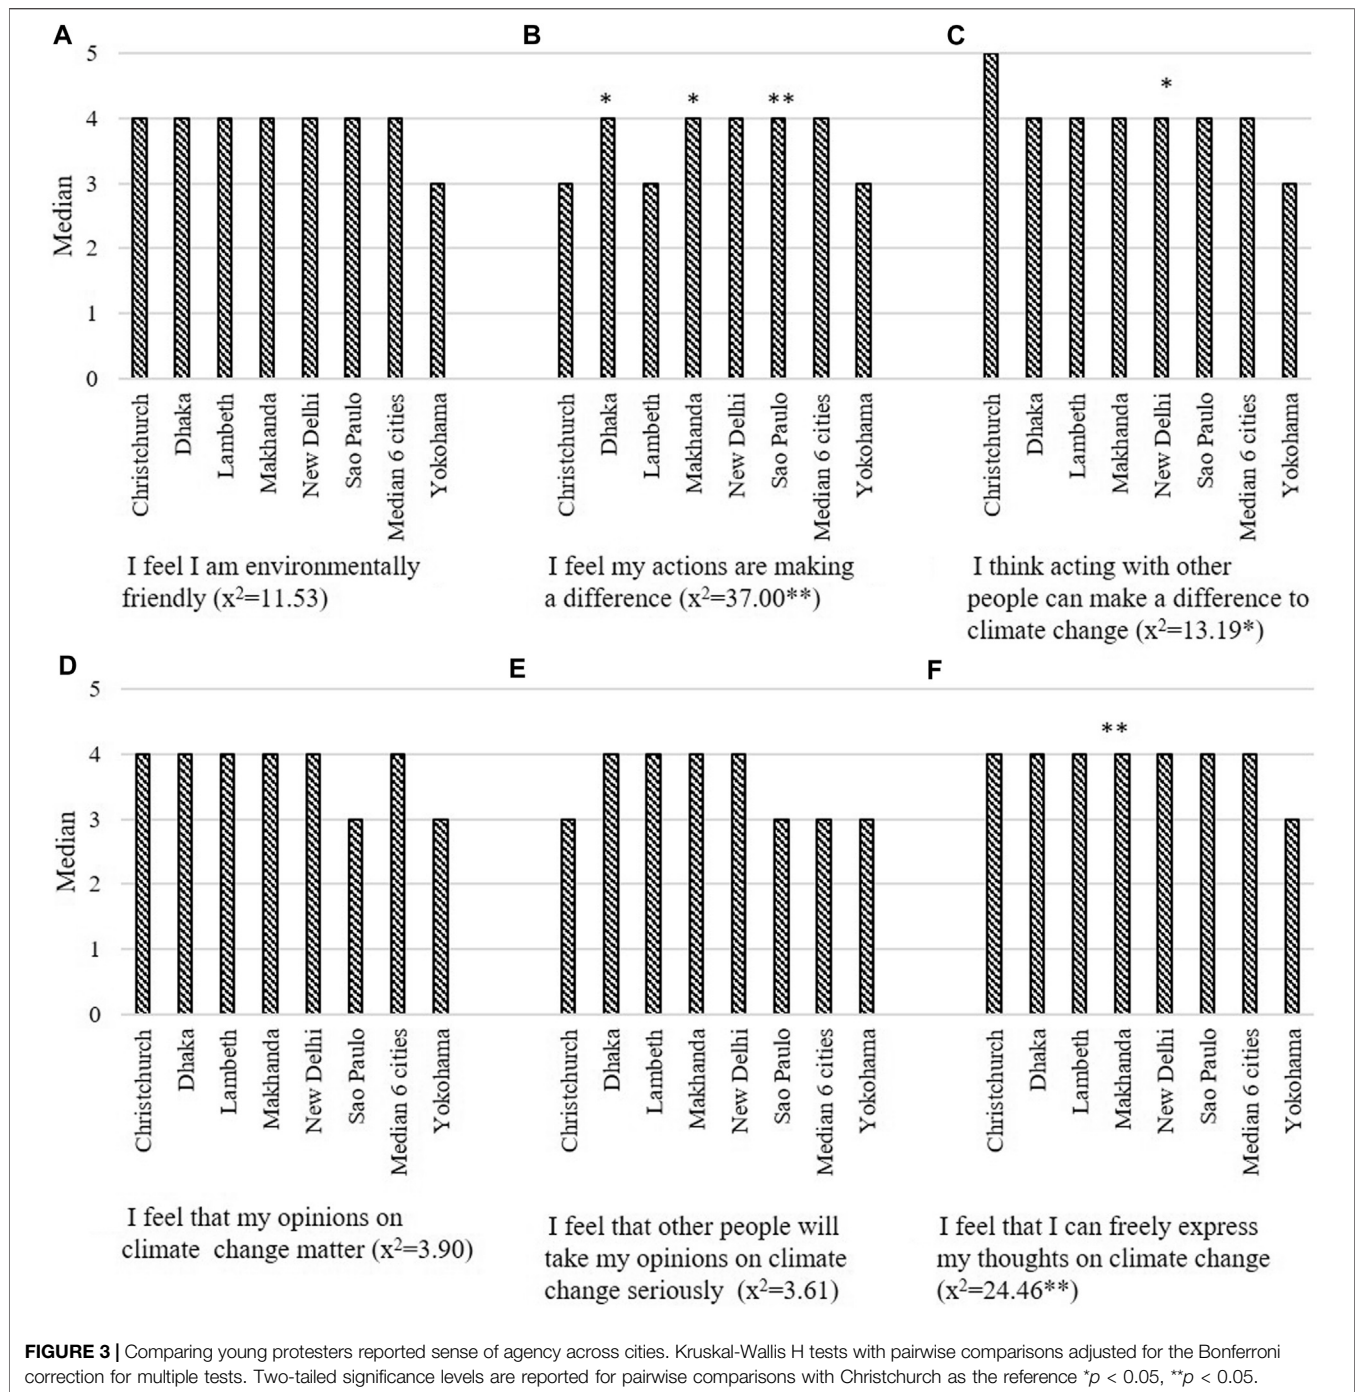 A
B
C
5
4
3
2
1
0
Median
*
*
**
*
Christchurch
Dhaka
Lambeth
Makhanda
New Delhi
Sao Paulo
Median 6 cities
Yokohama
Christchurch
Dhaka
Lambeth
Makhanda
New Delhi
Sao Paulo
Median 6 cities
Yokohama
Christchurch
Dhaka
Lambeth
Makhanda
New Delhi
Sao Paulo
Median 6 cities
Yokohama
I feel I am environmentally
friendly (x²=11.53)
I feel my actions are making
a difference (x²=37.00**)
I think acting with other
people can make a difference to
climate change (x²=13.19*)
D
E
F
5
4
3
2
1
0
Median
**
Christchurch
Dhaka
Lambeth
Makhanda
New Delhi
Sao Paulo
Median 6 cities
Yokohama
Christchurch
Dhaka
Lambeth
Makhanda
New Delhi
Sao Paulo
Median 6 cities
Yokohama
Christchurch
Dhaka
Lambeth
Makhanda
New Delhi
Sao Paulo
Median 6 cities
Yokohama
I feel that my opinions on
climate change matter (x²=3.90)
I feel that other people will
take my opinions on climate
change seriously (x²=3.61)
I feel that I can freely express
my thoughts on climate change
(x²=24.46**)
FIGURE 3 | Comparing young protesters reported sense of agency across cities. Kruskal-Wallis H tests with pairwise comparisons adjusted for the Bonferroni
correction for multiple tests. Two-tailed significance levels are reported for pairwise comparisons with Christchurch as the reference *p < 0.05, **p < 0.05.